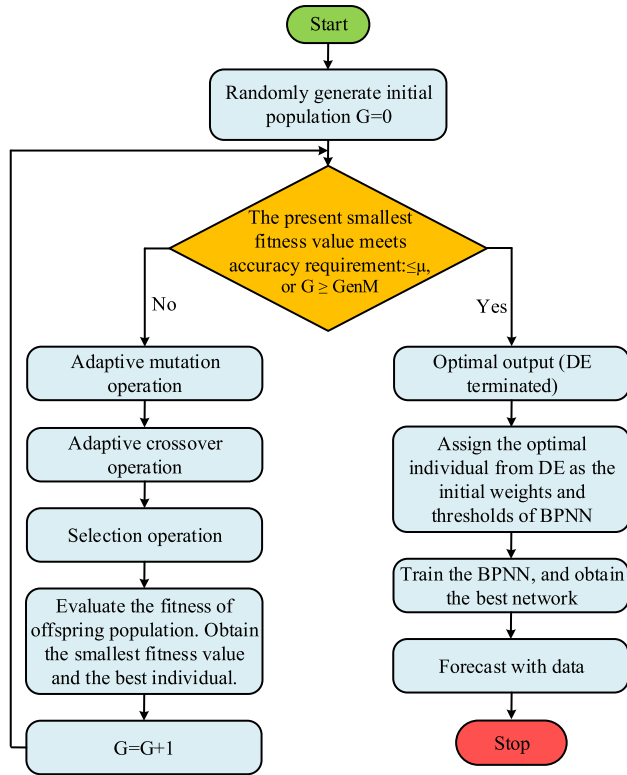 Start
Randomly generate initial
population G=0
The present smallest
fitness value meets
accuracy requirement:≤μ,
or G ≥ GenM
No
Yes
Adaptive mutation
operation
Adaptive crossover
operation
Selection operation
Evaluate the fitness of
offspring population. Obtain
the smallest fitness value
and the best individual.
G=G+1
Optimal output (DE
terminated)
Assign the optimal
individual from DE as the
initial weights and
thresholds of BPNN
Train the BPNN, and obtain
the best network
Forecast with data
Stop